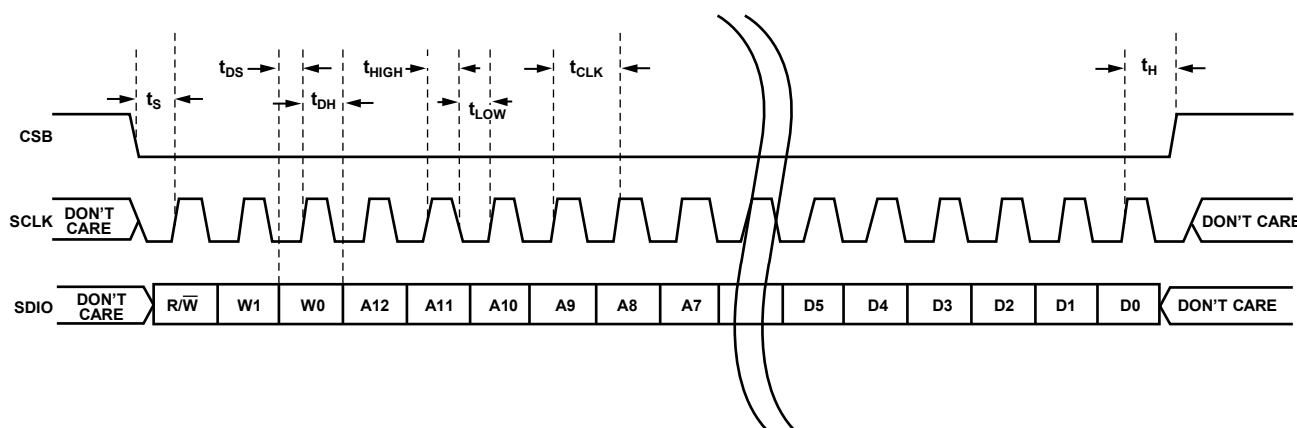 tDS
tHIGH
tCLK
tH
tS
tDH
tLOW
CSB
SCLK
DON'T
CARE
DON'T CARE
SDIO
DON'T
CARE
R/W̅ W1 W0 A12 A11 A10 A9 A8 A7 D5 D4 D3 D2 D1 D0 DON'T CARE